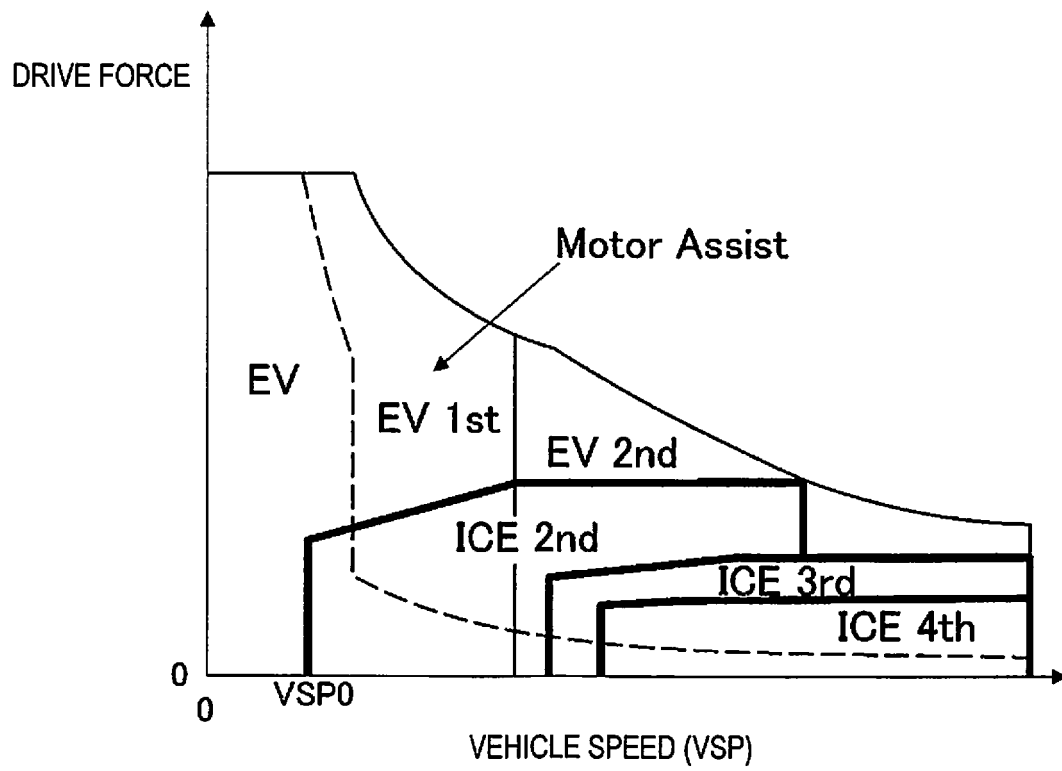 DRIVE FORCE
Motor Assist
EV
EV 1st
EV 2nd
ICE 2nd
ICE 3rd
ICE 4th
0
VSP0
0
VEHICLE SPEED (VSP)